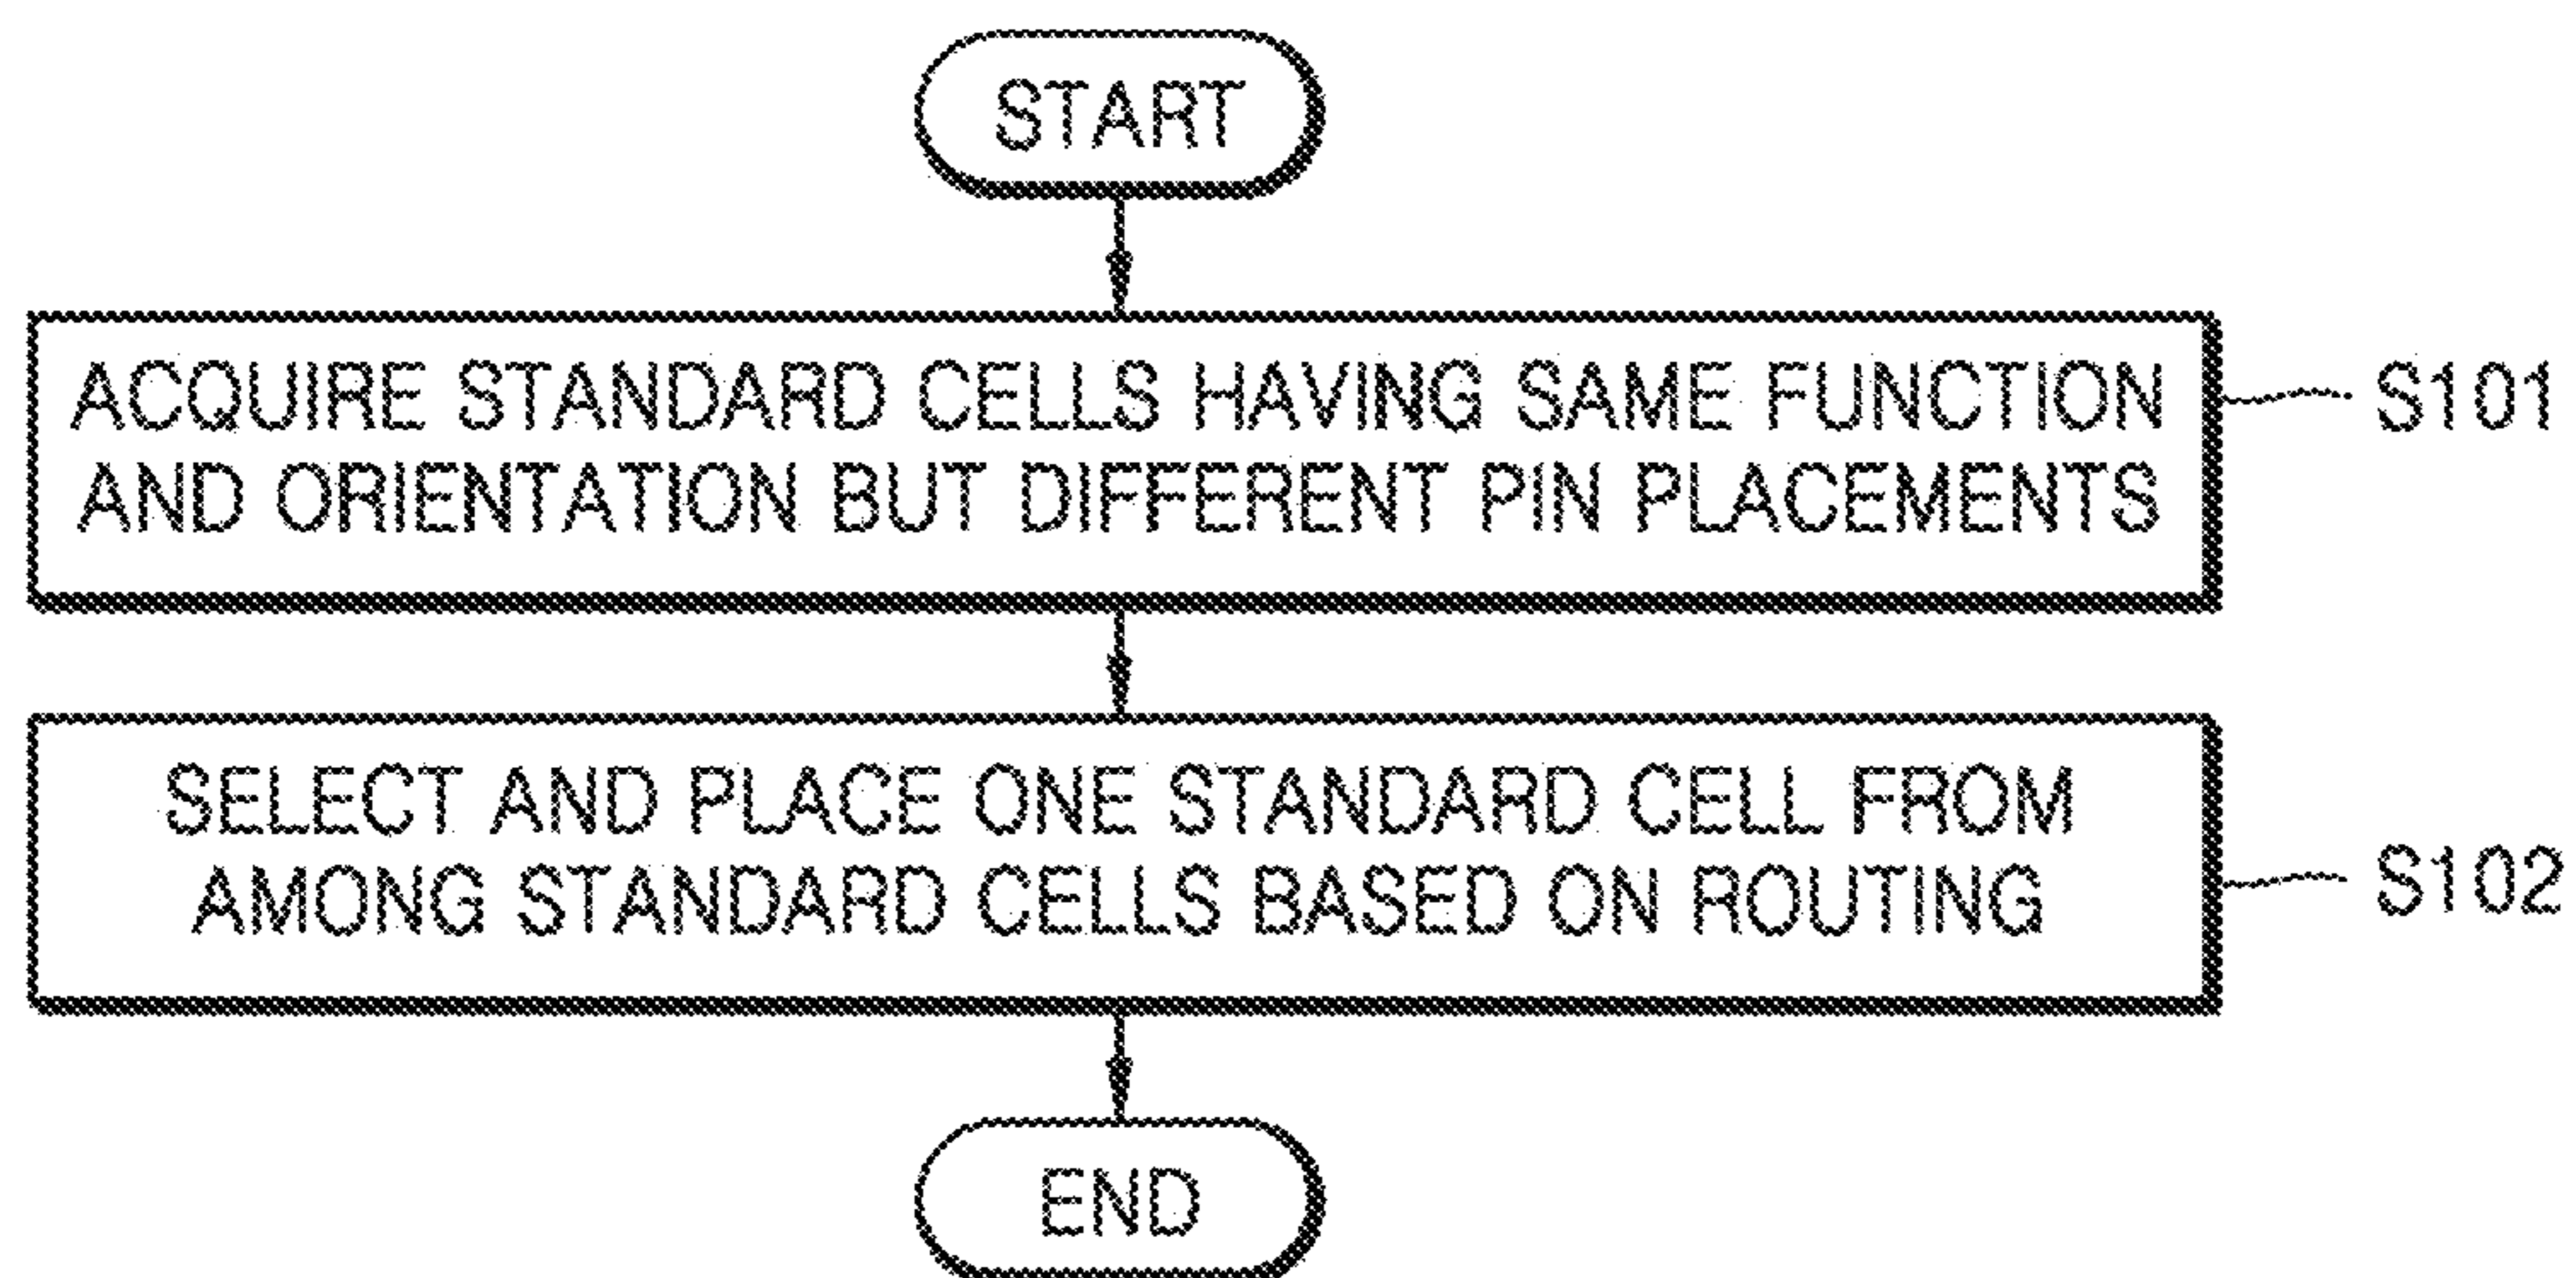 START
ACQUIRE STANDARD CELLS HAVING SAME FUNCTION
AND ORIENTATION BUT DIFFERENT PIN PLACEMENTS
S101
SELECT AND PLACE ONE STANDARD CELL FROM
AMONG STANDARD CELLS BASED ON ROUTING
S102
END